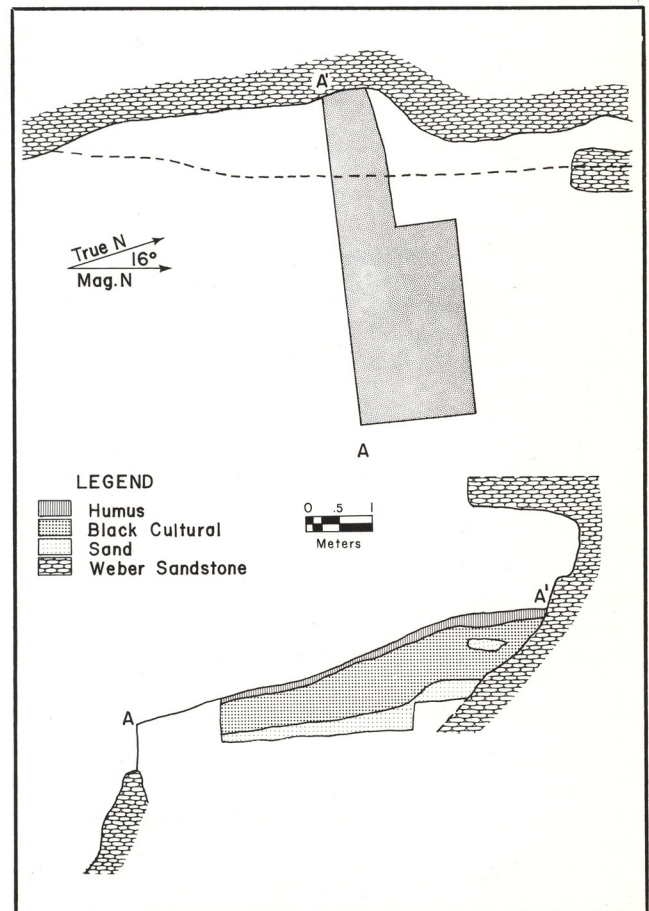 A'
True N
16°
Mag. N
A
LEGEND
Humus
Black Cultural
Sand
Weber Sandstone
0 .5 1
Meters
A'
A